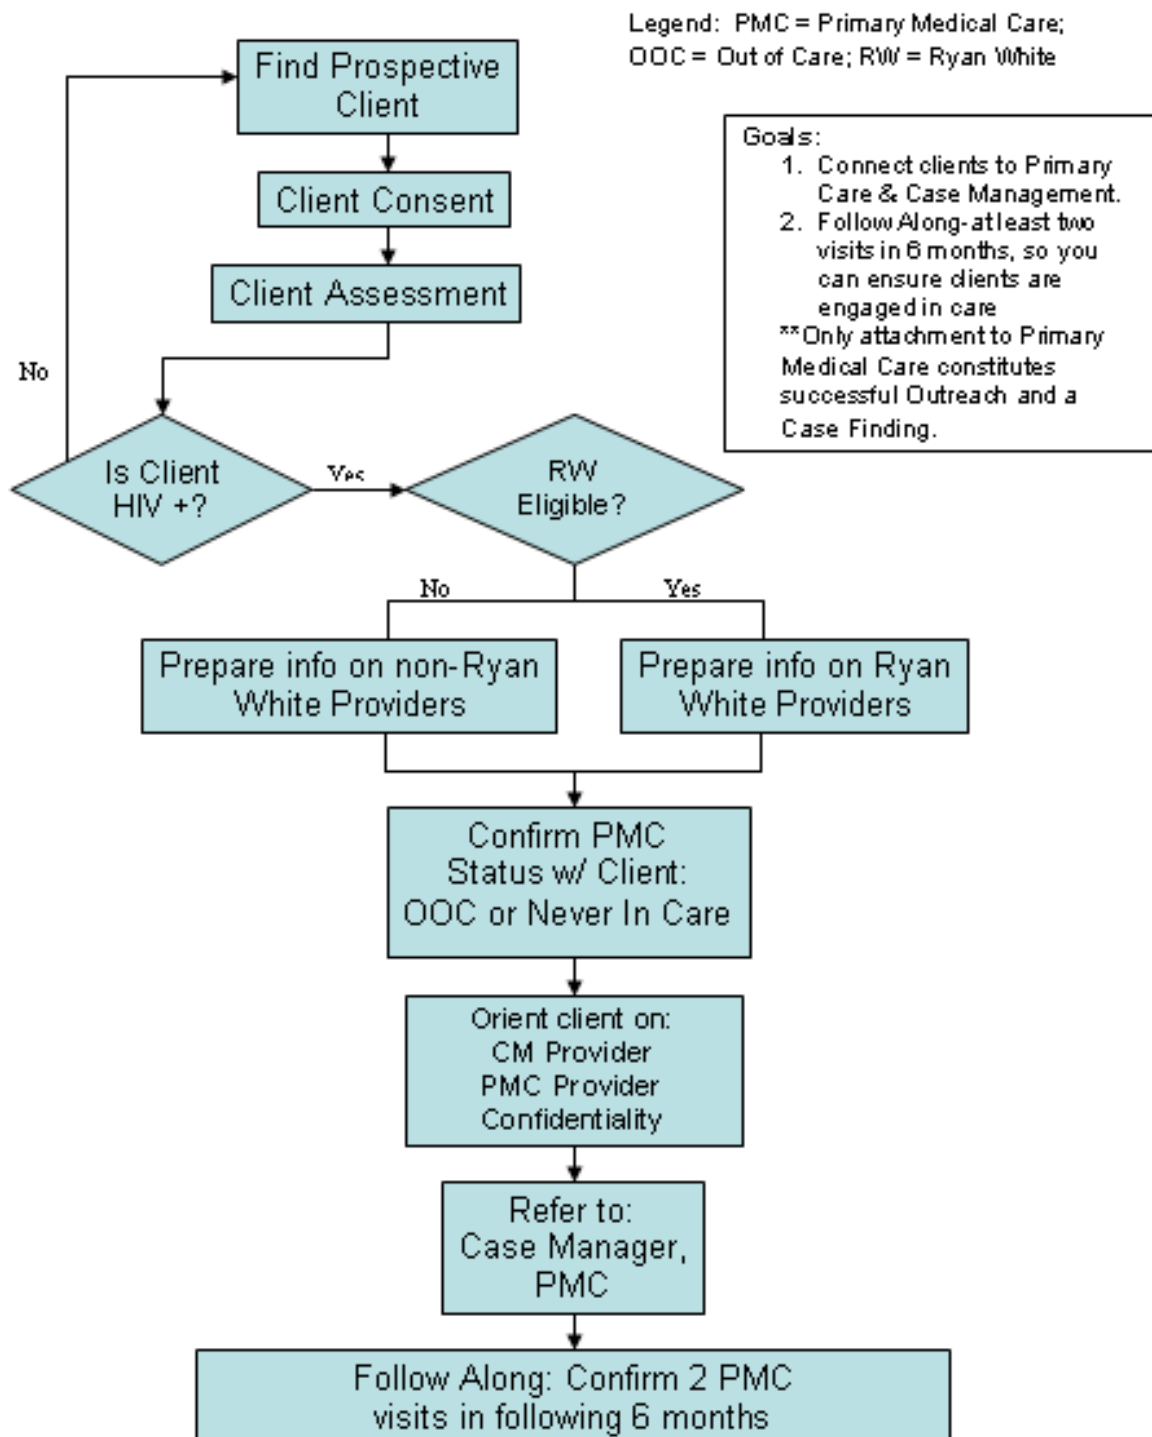 Legend: PMC = Primary Medical Care;
OOC = Out of Care; RW = Ryan White
Find Prospective
Client
Client Consent
Client Assessment
Goals:
1. Connect clients to Primary
Care & Case Management.
2. Follow Along-at least two
visits in 6 months, so you
can ensure clients are
engaged in care
**Only attachment to Primary
Medical Care constitutes
successful Outreach and a
Case Finding.
No
Is Client
HIV +?
Yes
RW
Eligible?
No
Yes
Prepare info on non-Ryan
White Providers
Prepare info on Ryan
White Providers
Confirm PMC
Status w/ Client:
OOC or Never In Care
Orient client on:
CM Provider
PMC Provider
Confidentiality
Refer to:
Case Manager,
PMC
Follow Along: Confirm 2 PMC
visits in following 6 months